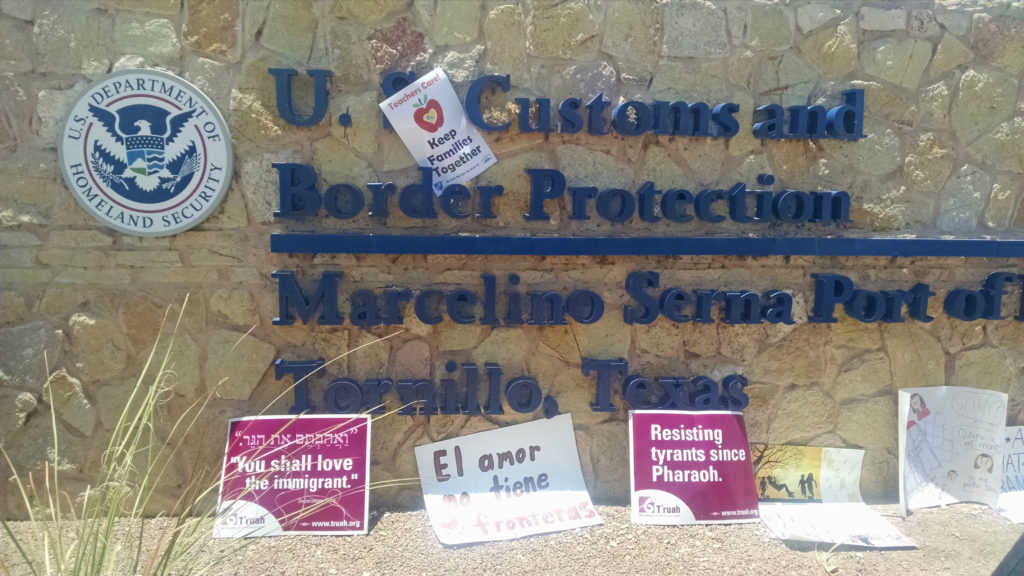 U.S. DEPARTMENT OF
HOMELAND SECURITY
U. S. Customs and
Border Protection
Marcelino Serna Port of
Tornillo, Texas
Teachers Care!
Keep
Families
Together
"ואהבתם את הגר."
"You shall love
the immigrant."
T'ruah
www.truah.org
El amor
no tiene
fronteras
Resisting
tyrants since
Pharaoh.
T'ruah
www.truah.org